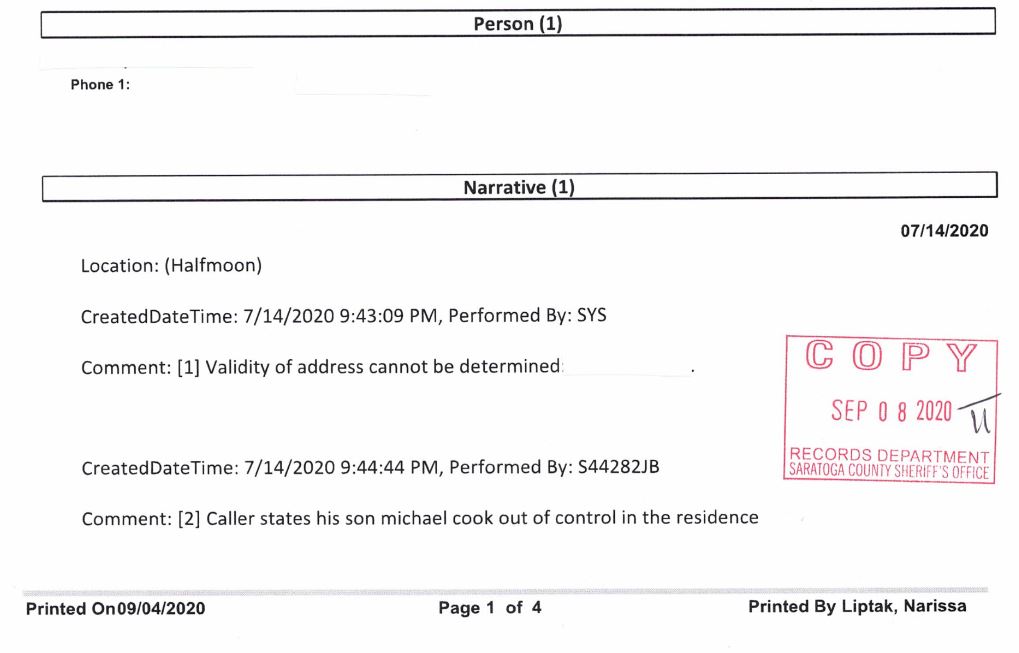 Person (1)
Phone 1:
Narrative (1)
07/14/2020
Location: (Halfmoon)
CreatedDateTime: 7/14/2020 9:43:09 PM, Performed By: SYS
Comment: [1] Validity of address cannot be determined: .
COPY
SEP 08 2020
RECORDS DEPARTMENT
SARATOGA COUNTY SHERIFF'S OFFICE
CreatedDateTime: 7/14/2020 9:44:44 PM, Performed By: S44282JB
Comment: [2] Caller states his son michael cook out of control in the residence
Printed On09/04/2020 Page 1 of 4 Printed By Liptak, Narissa